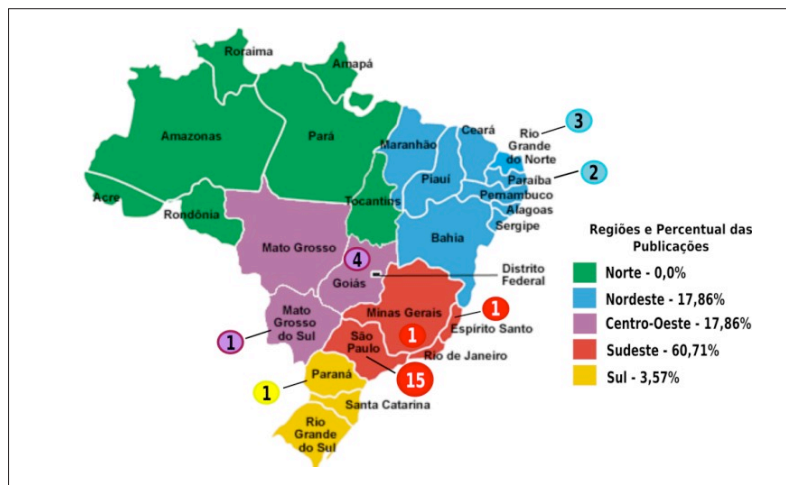 Roraima
Amapá
Amazonas
Pará
Acre
Rondônia
Tocantins
Maranhão
Piauí
Ceará
Rio
Grande
do Norte
3
Paraíba
2
Pernambuco
Alagoas
Sergipe
Bahia
Mato Grosso
4
Goiás
Distrito
Federal
Mato
Grosso
do Sul
1
Minas Gerais
1
Espírito Santo
1
São
Paulo
15
Rio de Janeiro
Paraná
1
Santa Catarina
Rio
Grande
do Sul
Regiões e Percentual das
Publicações
Norte - 0,0%
Nordeste - 17,86%
Centro-Oeste - 17,86%
Sudeste - 60,71%
Sul - 3,57%